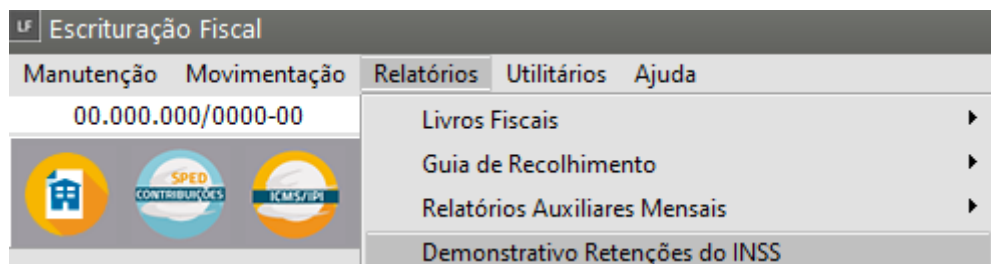 LF Escrituração Fiscal
Manutenção Movimentação Relatórios Utilitários Ajuda
00.000.000/0000-00
Livros Fiscais
Guia de Recolhimento
SPED
CONTRIBUIÇÕES
ICMS/IPI
Relatórios Auxiliares Mensais
Demonstrativo Retenções do INSS